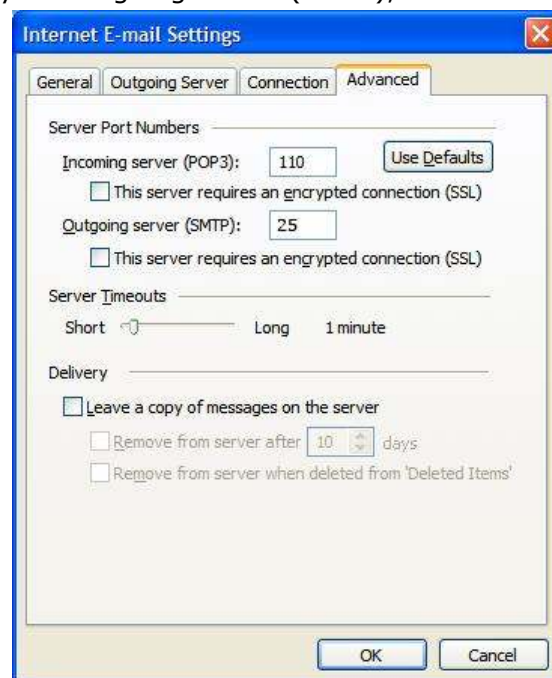 Internet E-mail Settings
General Outgoing Server Connection Advanced
Server Port Numbers
Incoming server (POP3): 110 Use Defaults
This server requires an encrypted connection (SSL)
Outgoing server (SMTP): 25
This server requires an encrypted connection (SSL)
Server Timeouts
Short Long 1 minute
Delivery
Leave a copy of messages on the server
Remove from server after 10 days
Remove from server when deleted from 'Deleted Items'
OK Cancel